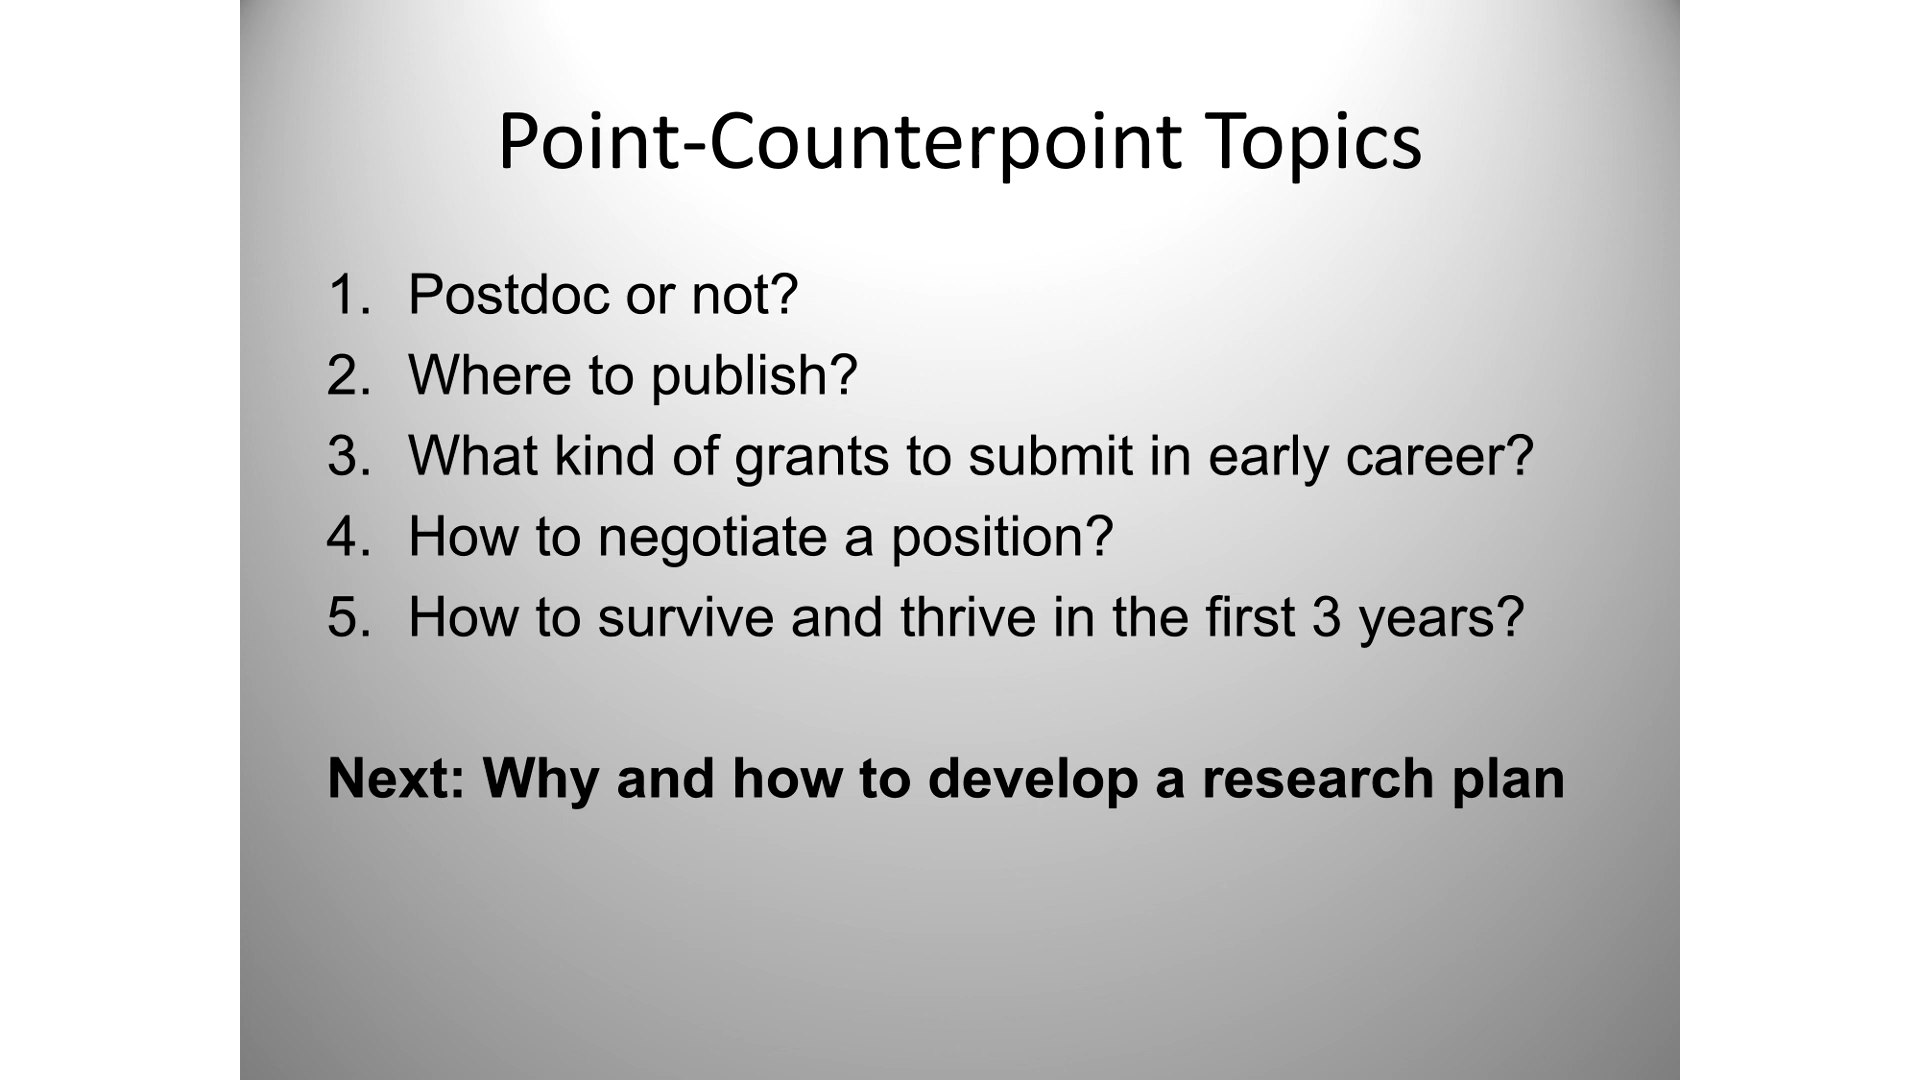 Point-Counterpoint Topics
1. Postdoc or not?
2. Where to publish?
3. What kind of grants to submit in early career?
4. How to negotiate a position?
5. How to survive and thrive in the first 3 years?
Next: Why and how to develop a research plan